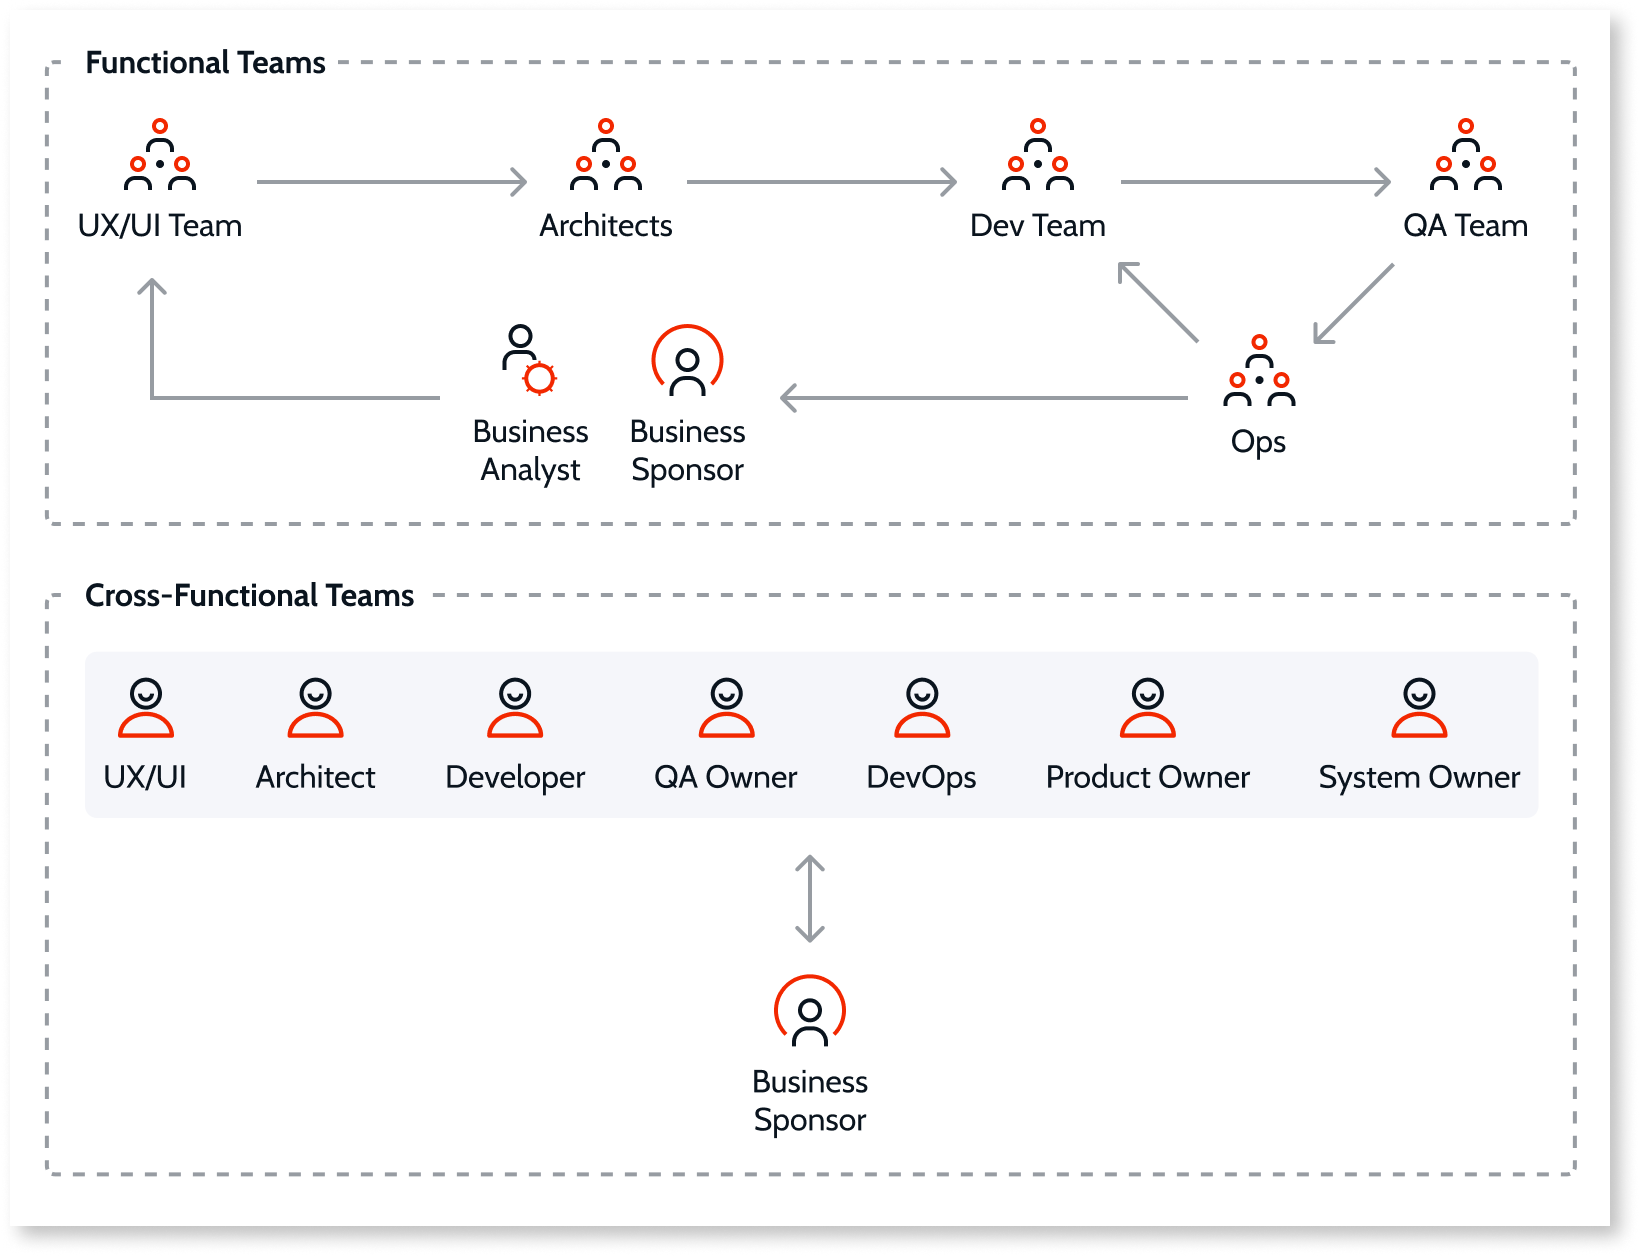 Functional Teams
UX/UI Team
Architects
Dev Team
QA Team
Business
Analyst
Business
Sponsor
Ops
Cross-Functional Teams
UX/UI
Architect
Developer
QA Owner
DevOps
Product Owner
System Owner
Business
Sponsor